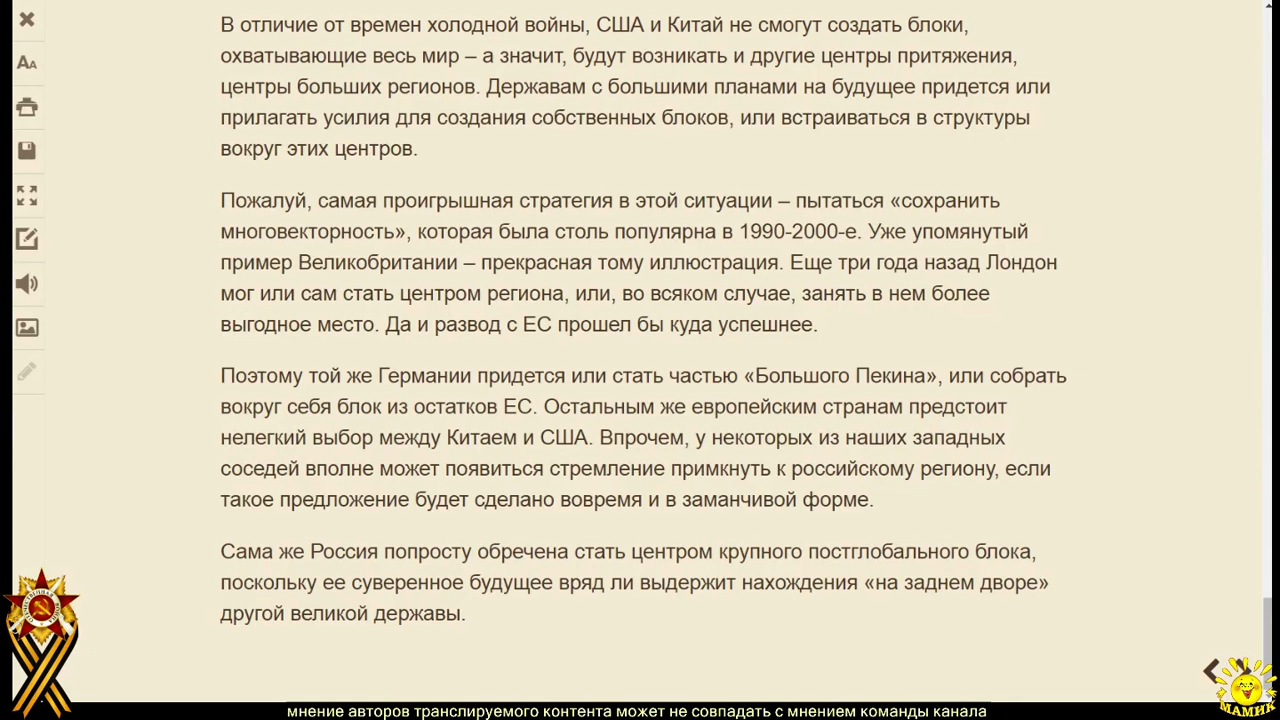 В отличие от времен холодной войны, США и Китай не смогут создать блоки,
охватывающие весь мир – а значит, будут возникать и другие центры притяжения,
центры больших регионов. Державам с большими планами на будущее придется или
прилагать усилия для создания собственных блоков, или встраиваться в структуры
вокруг этих центров.
Пожалуй, самая проигрышная стратегия в этой ситуации – пытаться «сохранить
многовекторность», которая была столь популярна в 1990-2000-е. Уже упомянутый
пример Великобритании – прекрасная тому иллюстрация. Еще три года назад Лондон
мог или сам стать центром региона, или, во всяком случае, занять в нем более
выгодное место. Да и развод с ЕС прошел бы куда успешнее.
Поэтому той же Германии придется или стать частью «Большого Пекина», или собрать
вокруг себя блок из остатков ЕС. Остальным же европейским странам предстоит
нелегкий выбор между Китаем и США. Впрочем, у некоторых из наших западных
соседей вполне может появиться стремление примкнуть к российскому региону, если
такое предложение будет сделано вовремя и в заманчивой форме.
Сама же Россия попросту обречена стать центром крупного постглобального блока,
поскольку ее суверенное будущее вряд ли выдержит нахождения «на заднем дворе»
другой великой державы.
МАМИК
мнение авторов транслируемого контента может не совпадать с мнением команды канала